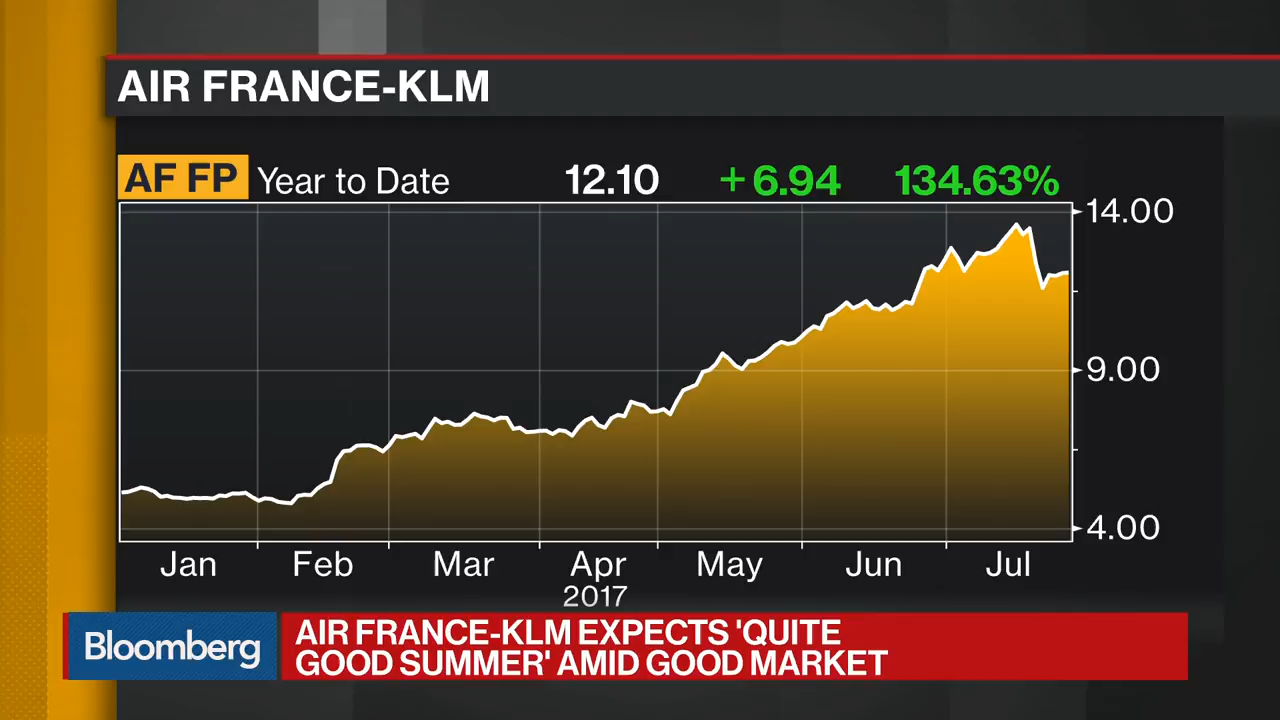 AIR FRANCE-KLM
AF FP Year to Date 12.10 +6.94 134.63%
14.00
9.00
4.00
Jan Feb Mar Apr May Jun Jul
2017
Bloomberg
AIR FRANCE-KLM EXPECTS 'QUITE
GOOD SUMMER' AMID GOOD MARKET